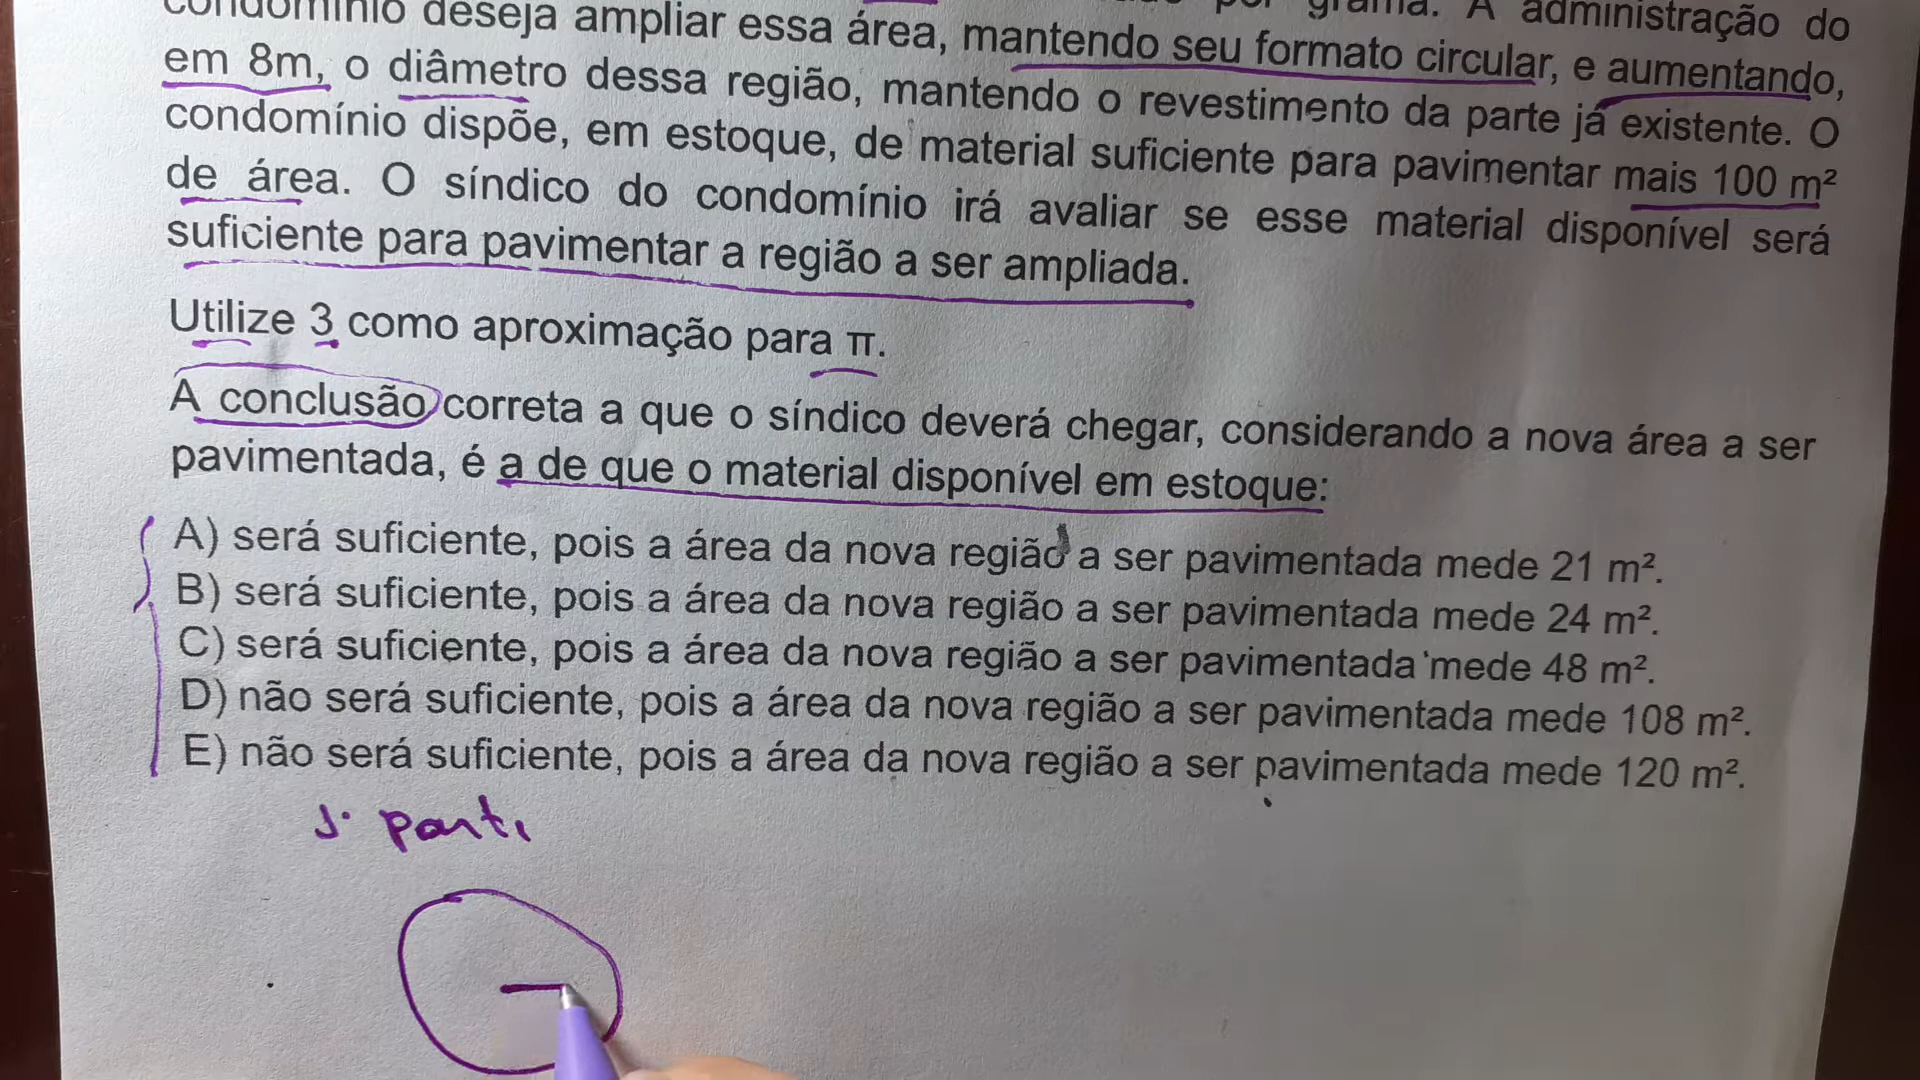 condomínio deseja ampliar essa área, mantendo seu formato circular, e aumentando,
em 8m, o diâmetro dessa região, mantendo o revestimento da parte já existente. O
condomínio dispõe, em estoque, de material suficiente para pavimentar mais 100 m²
de área. O síndico do condomínio irá avaliar se esse material disponível será
suficiente para pavimentar a região a ser ampliada.
Utilize 3 como aproximação para π.
A conclusão correta a que o síndico deverá chegar, considerando a nova área a ser
pavimentada, é a de que o material disponível em estoque:
A) será suficiente, pois a área da nova região a ser pavimentada mede 21 m².
B) será suficiente, pois a área da nova região a ser pavimentada mede 24 m².
C) será suficiente, pois a área da nova região a ser pavimentada mede 48 m².
D) não será suficiente, pois a área da nova região a ser pavimentada mede 108 m².
E) não será suficiente, pois a área da nova região a ser pavimentada mede 120 m².